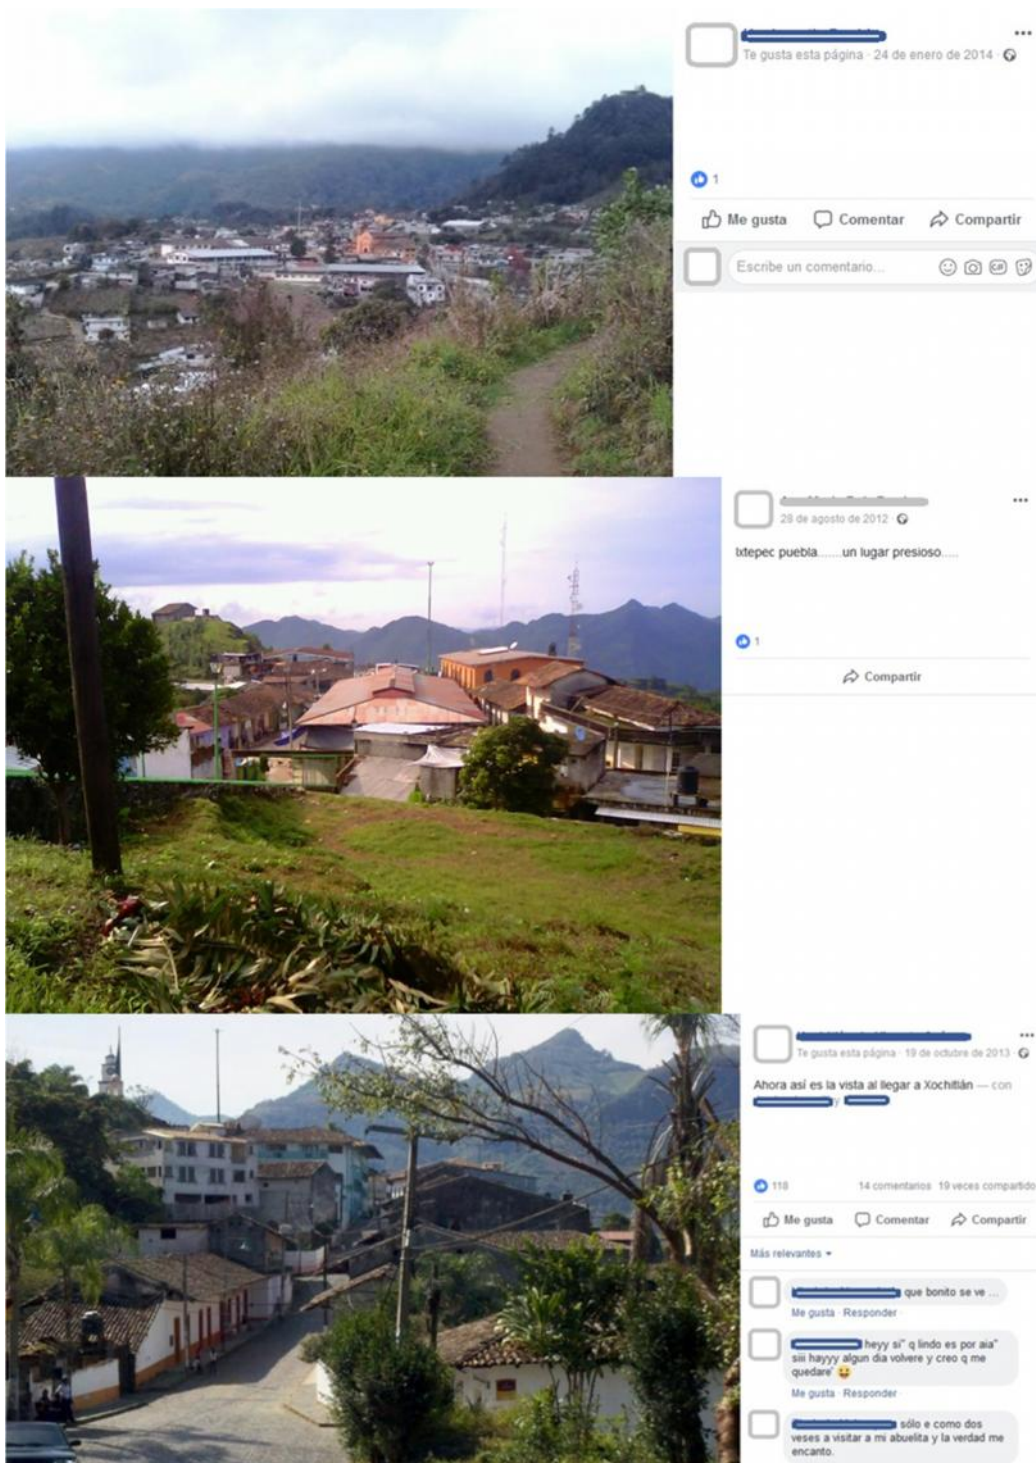 Te gusta esta página · 24 de enero de 2014 ·
1
Me gusta Comentar Compartir
Escribe un comentario...
GIF
28 de agosto de 2012 ·
Ixtepec puebla.......un lugar presioso.....
1
Compartir
Te gusta esta página · 19 de octubre de 2013 ·
Ahora así es la vista al llegar a Xochitlán — con
y
118 14 comentarios 19 veces compartido
Me gusta Comentar Compartir
Más relevantes
que bonito se ve ...
Me gusta · Responder ·
heyy si" q lindo es por aia"
siii hayyy algun dia volvere y creo q me
quedare'
Me gusta · Responder ·
sólo e como dos
veses a visitar a mi abuelita y la verdad me
encanto.